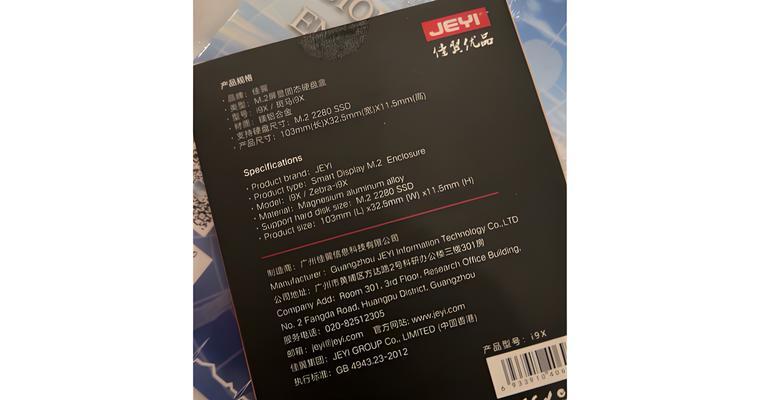 JEYI
佳翼优品
产品规格
· 品牌：佳翼
· 类型：M.2屏显固态硬盘盒
· 型号：i9X / 斑马i9X
· 材质：镁铝合金
· 支持硬盘尺寸：M.2 2280 SSD
· 产品尺寸：103mm(长)X32.5mm(宽)X11.5mm(高)
Specifications
· Product brand: JEYI
· Product type: Smart Display M.2 Enclosure
· Model: i9X / Zebra-i9X
· Material: Magnesium aluminum alloy
· Support hard disk size: M.2 2280 SSD
· Product size: 103mm (L) x32.5mm (W) x11.5mm (H)
制造商：广州佳翼信息科技有限公司
Manufacturer: Guangzhou JEYI Information Technology Co.,LTD
公司地址：广州市黄埔区方达路2号科研办公楼三楼301房
Company Add: Room 301, 3rd Floor, Research Office Building,
No. 2 Fangda Road, Huangpu District, Guangzhou
服务电话：020-82512305
邮箱：jeyi@jeyi.com 官方网站: www.jeyi.com
佳翼集团：JEYI GROUP Co., LIMITED (中国香港)
执行标准：GB 4943.23-2012
产品型号：i9X
6 933910 408